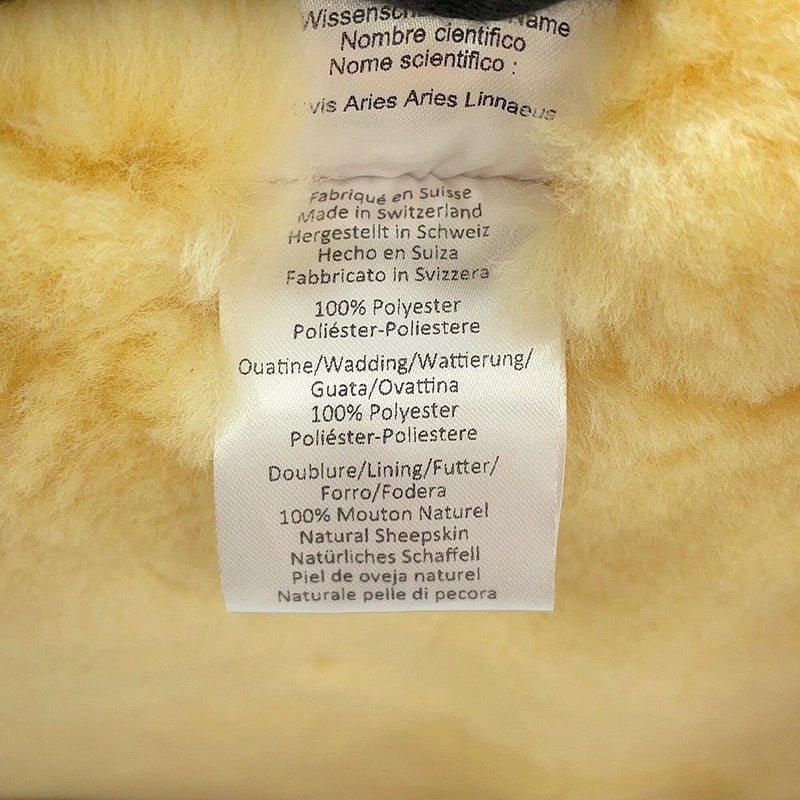 Name
Nombre cientifico
Nome scientifico :
Aries Aries Linnaeus
Fabriqué en Suisse
Made in Switzerland
Hergestellt in Schweiz
Hecho en Suiza
Fabbricato in Svizzera
100% Polyester
Poliéster-Poliestere
Ouatine/Wadding/Wattierung/
Guata/Ovattina
100% Polyester
Poliéster-Poliestere
Doublure/Lining/Futter/
Forro/Fodera
100% Mouton Naturel
Natural Sheepskin
Natürliches Schaffell
Piel de oveja naturel
Naturale pelle di pecora